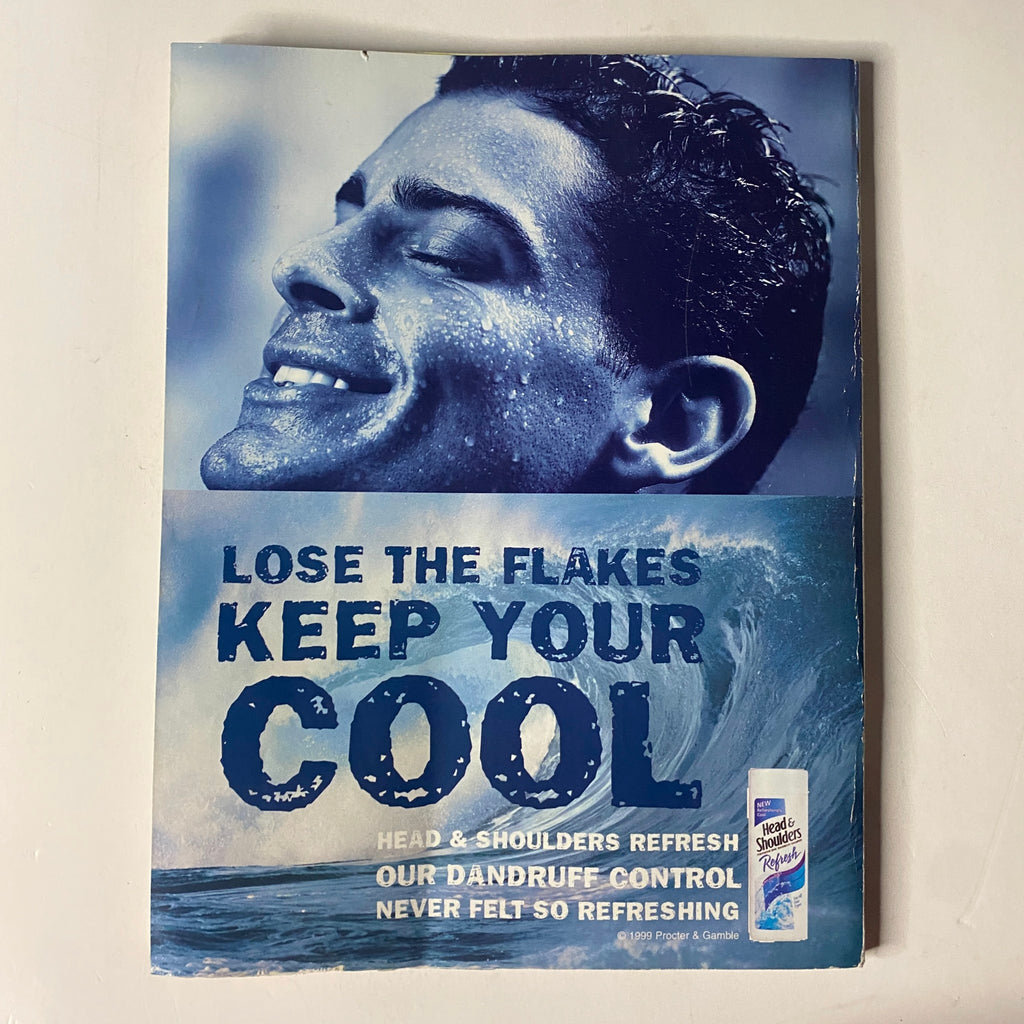 LOSE THE FLAKES
KEEP YOUR
COOL
HEAD & SHOULDERS REFRESH
OUR DANDRUFF CONTROL
NEVER FELT SO REFRESHING
© 1999 Procter & Gamble
NEW
Head &
Shoulders
Refresh